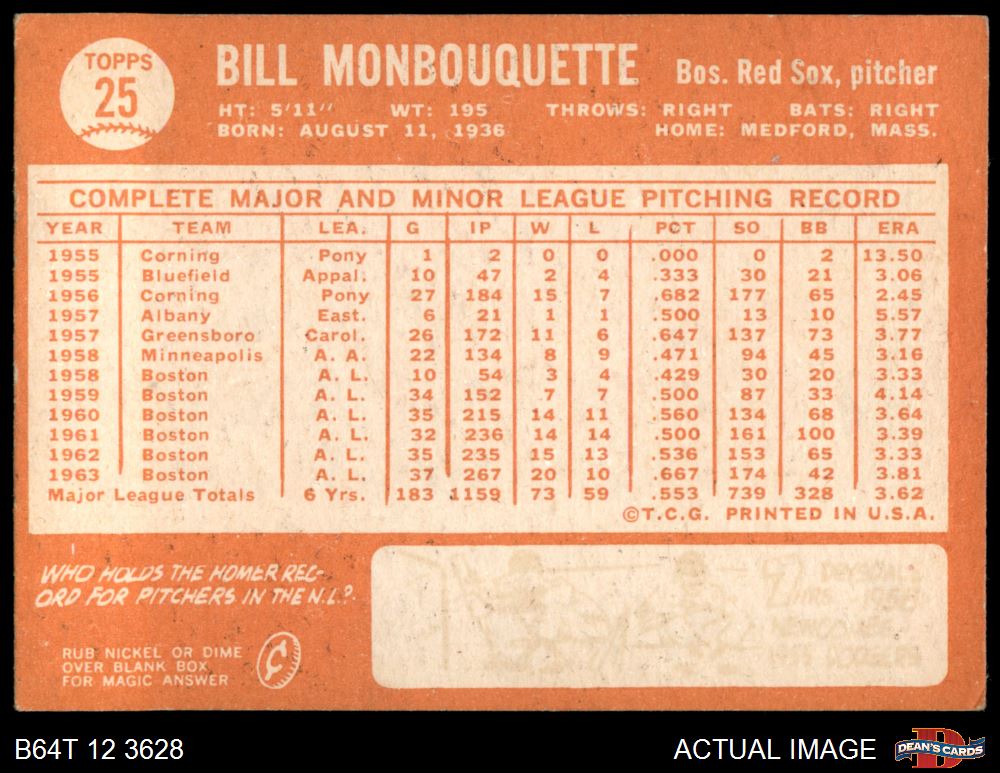 TOPPS
25
BILL MONBOUQUETTE Bos. Red Sox, pitcher
HT: 5'11" WT: 195 THROWS: RIGHT BATS: RIGHT
BORN: AUGUST 11, 1936 HOME: MEDFORD, MASS.
COMPLETE MAJOR AND MINOR LEAGUE PITCHING RECORD
YEAR TEAM LEA. G IP W L PCT SO BB ERA
1955 Corning Pony 1 2 0 0 .000 0 2 13.50
1955 Bluefield Appal. 10 47 2 4 .333 30 21 3.06
1956 Corning Pony 27 184 15 7 .682 177 65 2.45
1957 Albany East. 6 21 1 1 .500 13 10 5.57
1957 Greensboro Carol. 26 172 11 6 .647 137 73 3.77
1958 Minneapolis A. A. 22 134 8 9 .471 94 45 3.16
1958 Boston A. L. 10 54 3 4 .429 30 20 3.33
1959 Boston A. L. 34 152 7 7 .500 87 33 4.14
1960 Boston A. L. 35 215 14 11 .560 134 68 3.64
1961 Boston A. L. 32 236 14 14 .500 161 100 3.39
1962 Boston A. L. 35 235 15 13 .536 153 65 3.33
1963 Boston A. L. 37 267 20 10 .667 174 42 3.81
Major League Totals 6 Yrs. 183 1159 73 59 .553 739 328 3.62
©T.C.G. PRINTED IN U.S.A.
WHO HOLDS THE HOMER REC-
ORD FOR PITCHERS IN THE N.L.?
RUB NICKEL OR DIME
OVER BLANK BOX
FOR MAGIC ANSWER
¢
B64T 12 3628 ACTUAL IMAGE DEAN'S CARDS